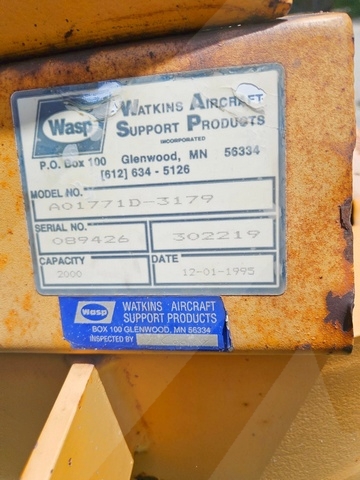 Wasp
WATKINS AIRCRAFT
SUPPORT PRODUCTS
INCORPORATED
P.O. Box 100 Glenwood, MN 56334
[612] 634 - 5126
MODEL NO.
A01771D-3179
SERIAL NO.
089426 302219
CAPACITY DATE
2000 12-01-1995
Wasp
WATKINS AIRCRAFT
SUPPORT PRODUCTS
BOX 100 GLENWOOD, MN 56334
INSPECTED BY